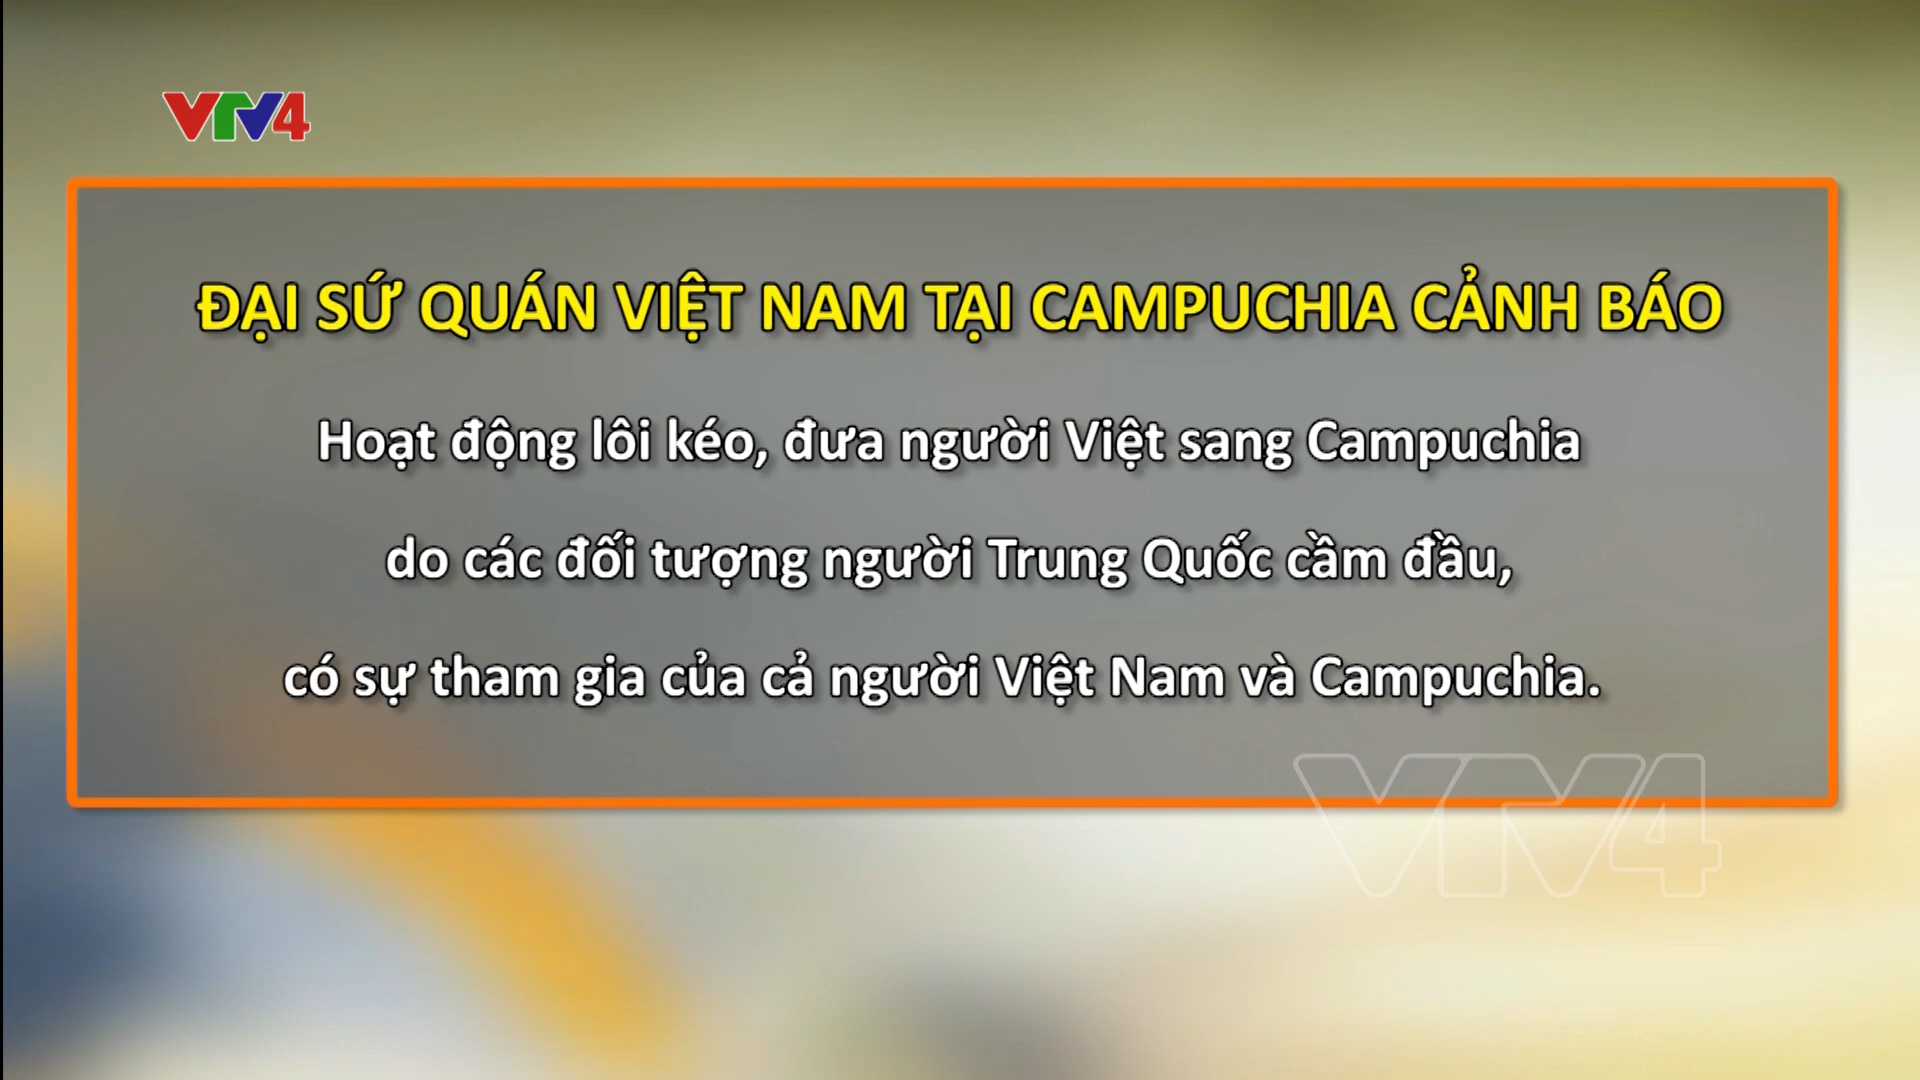 VTV4
ĐẠI SỨ QUÁN VIỆT NAM TẠI CAMPUCHIA CẢNH BÁO
Hoạt động lôi kéo, đưa người Việt sang Campuchia
do các đối tượng người Trung Quốc cầm đầu,
có sự tham gia của cả người Việt Nam và Campuchia.
VTV4